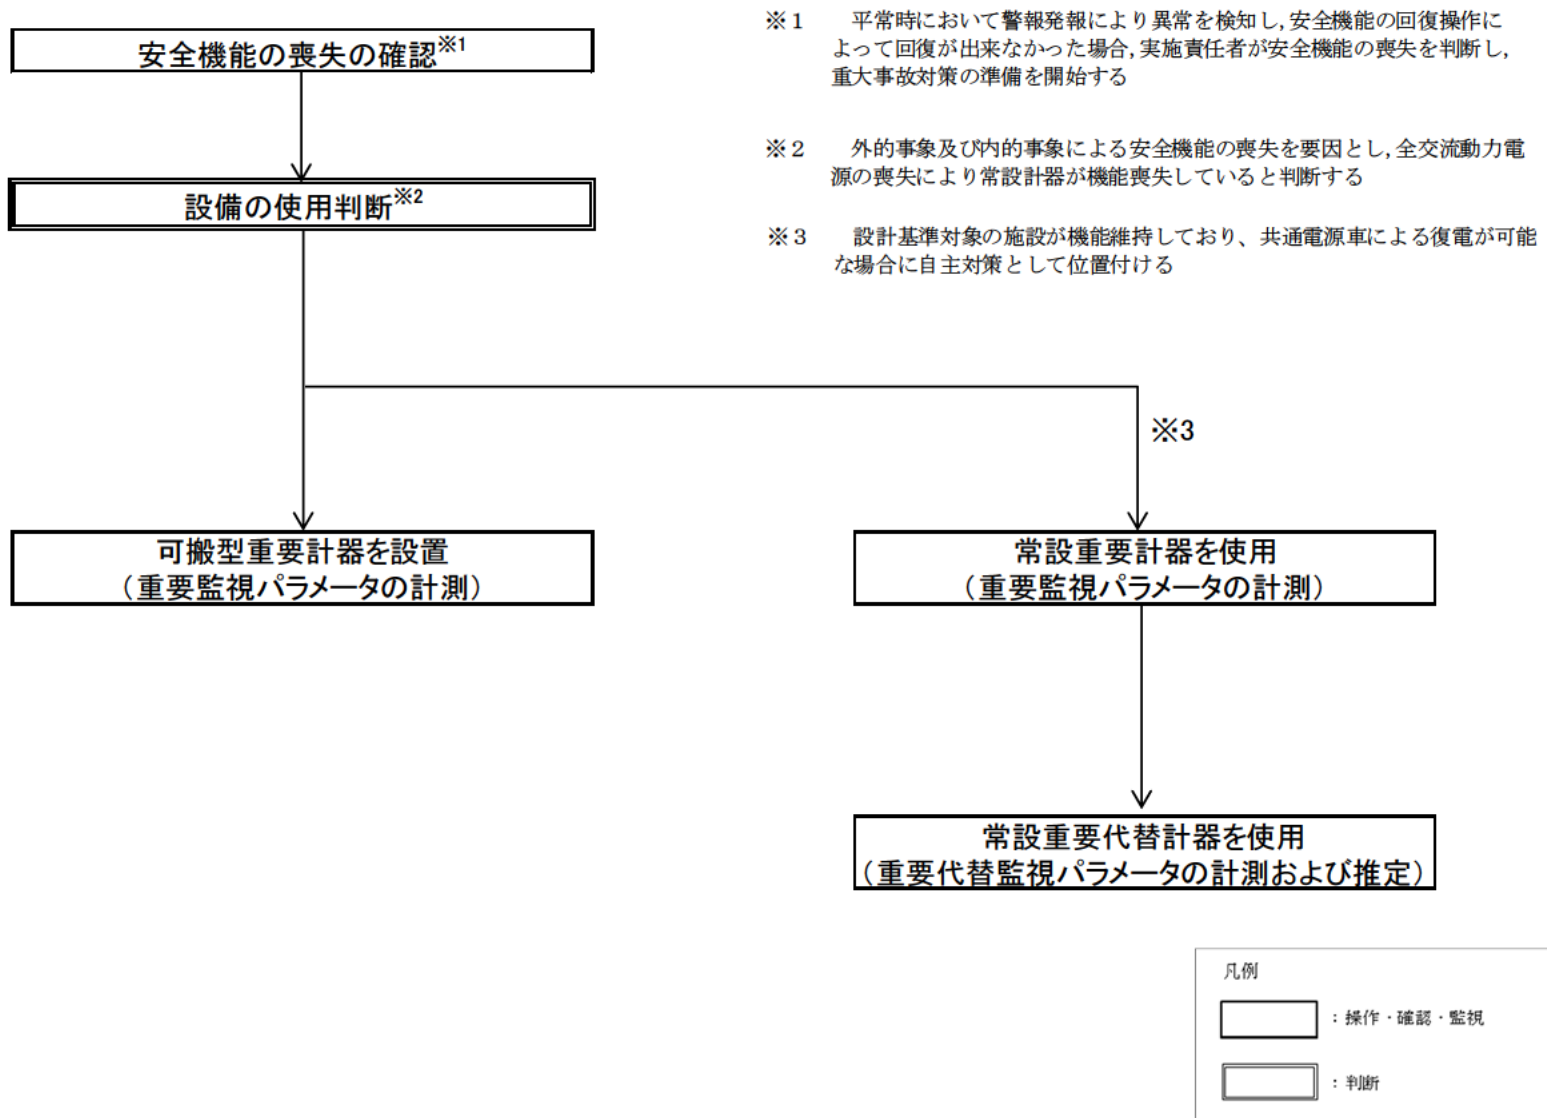 安全機能の喪失の確認※1
設備の使用判断※2
※１　平常時において警報発報により異常を検知し,安全機能の回復操作に
よって回復が出来なかった場合,実施責任者が安全機能の喪失を判断し,
重大事故対策の準備を開始する
※２　外的事象及び内的事象による安全機能の喪失を要因とし,全交流動力電
源の喪失により常設計器が機能喪失していると判断する
※３　設計基準対象の施設が機能維持しており、共通電源車による復電が可能
な場合に自主対策として位置付ける
※3
可搬型重要計器を設置
（重要監視パラメータの計測）
常設重要計器を使用
（重要監視パラメータの計測）
常設重要代替計器を使用
（重要代替監視パラメータの計測および推定）
凡例
：操作・確認・監視
：判断